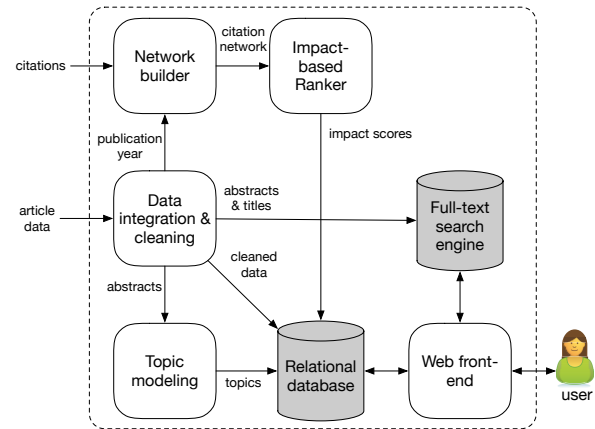 citations
Network
builder
citation
network
Impact-
based
Ranker
publication
year
impact scores
article
data
Data
integration &
cleaning
abstracts
& titles
Full-text
search
engine
cleaned
data
abstracts
Topic
modeling
topics
Relational
database
Web front-
end
user